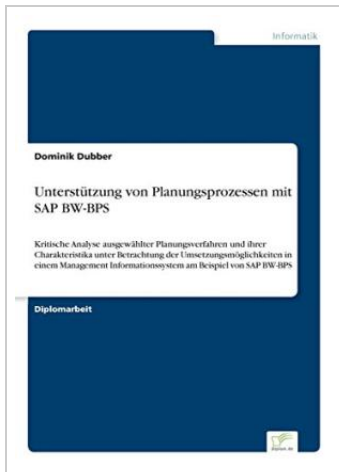 Informatik
Dominik Dubber
Unterstützung von Planungsprozessen mit
SAP BW-BPS
Kritische Analyse ausgewählter Planungsverfahren und ihrer
Charakteristika unter Betrachtung der Umsetzungsmöglichkeiten in
einem Management Informationssystem am Beispiel von SAP BW-BPS
Diplomarbeit